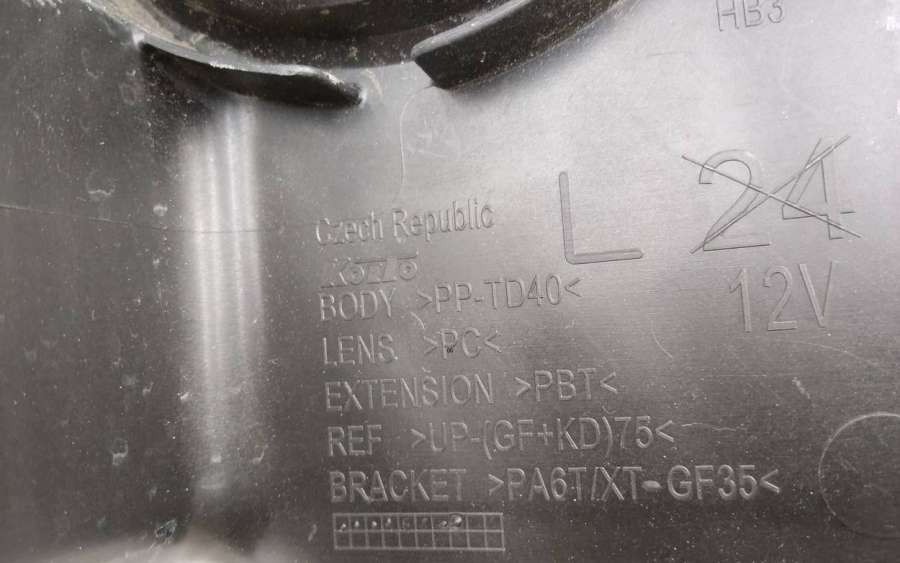 HB3
L 24
12V
Czech Republic
KOITO
BODY >PP-TD40<
LENS >PC<
EXTENSION >PBT<
REF >UP-(GF+KD)75<
BRACKET >PA6T/XT-GF35<